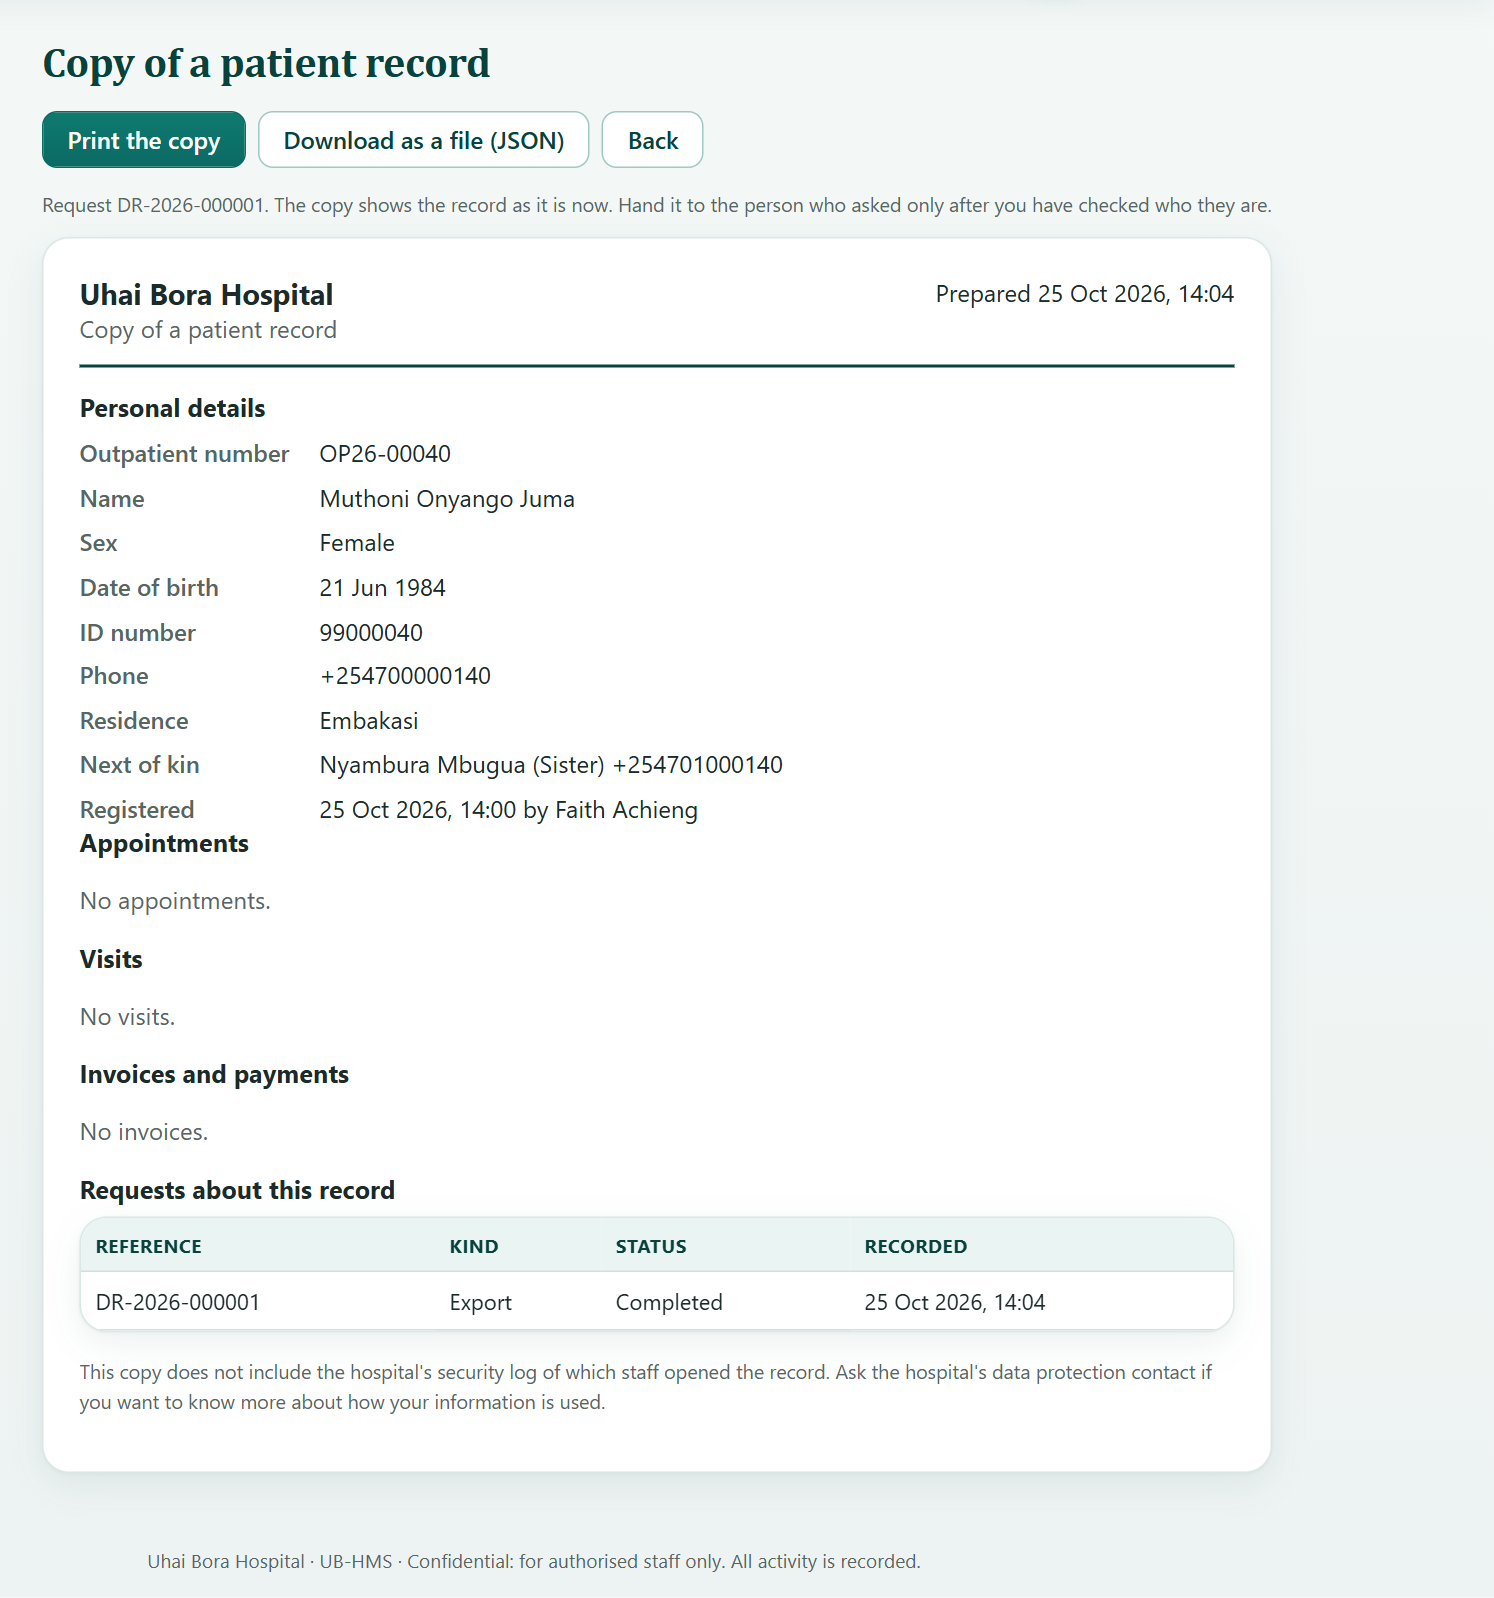 Copy of a patient record
Print the copy
Download as a file (JSON)
Back
Request DR-2026-000001. The copy shows the record as it is now. Hand it to the person who asked only after you have checked who they are.
Uhai Bora Hospital
Prepared 25 Oct 2026, 14:04
Copy of a patient record
Personal details
Outpatient number OP26-00040
Name Muthoni Onyango Juma
Sex Female
Date of birth 21 Jun 1984
ID number 99000040
Phone +254700000140
Residence Embakasi
Next of kin Nyambura Mbugua (Sister) +254701000140
Registered 25 Oct 2026, 14:00 by Faith Achieng
Appointments
No appointments.
Visits
No visits.
Invoices and payments
No invoices.
Requests about this record
REFERENCE KIND STATUS RECORDED
DR-2026-000001 Export Completed 25 Oct 2026, 14:04
This copy does not include the hospital's security log of which staff opened the record. Ask the hospital's data protection contact if
you want to know more about how your information is used.
Uhai Bora Hospital · UB-HMS · Confidential: for authorised staff only. All activity is recorded.